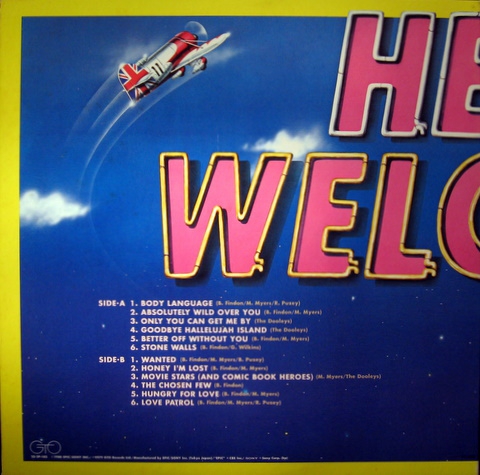 HE
WELC
11
SIDE-A 1. BODY LANGUAGE (B. Findon/M. Myers/R. Puzey)
2. ABSOLUTELY WILD OVER YOU (B. Findon/M. Myers)
3. ONLY YOU CAN GET ME BY (The Dooleys)
4. GOODBYE HALLELUJAH ISLAND (The Dooleys)
5. BETTER OFF WITHOUT YOU (B. Findon/M. Myers)
6. STONE WALLS (B. Findon/G. Wilkins)
SIDE-B 1. WANTED (B. Findon/M. Myers/B. Puzey)
2. HONEY I'M LOST (B. Findon/M. Myers)
3. MOVIE STARS (AND COMIC BOOK HEROES) (M. Myers/The Dooleys)
4. THE CHOSEN FEW (B. Findon)
5. HUNGRY FOR LOVE (B. Findon/M. Myers)
6. LOVE PATROL (B. Findon/M. Myers/B. Puzey)
GTO